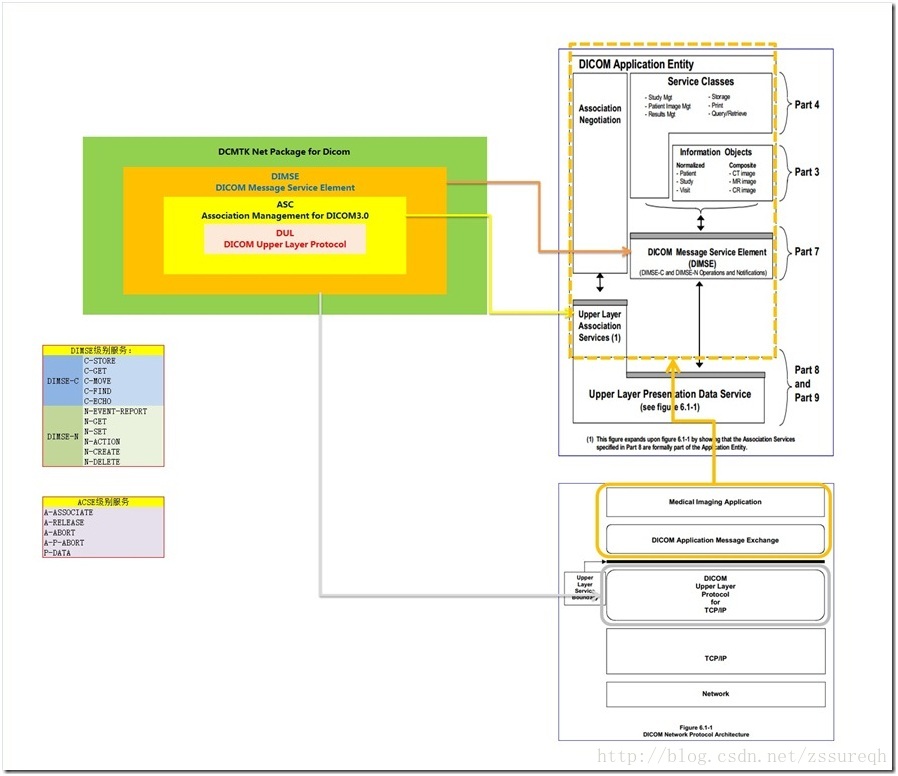 DCMTK Net Package for Dicom
DIMSE
DICOM Message Service Element
ASC
Association Management for DICOM3.0
DUL
DICOM Upper Layer Protocol
DIMSE级别服务:
DIMSE-C
C-STORE
C-GET
C-MOVE
C-FIND
C-ECHO
DIMSE-N
N-EVENT-REPORT
N-GET
N-SET
N-ACTION
N-CREATE
N-DELETE
ACSE级别服务
A-ASSOCIATE
A-RELEASE
A-ABORT
A-P-ABORT
P-DATA
DICOM Application Entity
Association
Negotiation
Service Classes
- Study Mgt
- Patient Image Mgt
- Results Mgt
- Storage
- Print
- Query/Retrieve
Part 4
Information Objects
Normalized
- Patient
- Study
- Visit
Composite
- CT image
- MR image
- CR image
Part 3
DICOM Message Service Element
(DIMSE)
(DIMSE-C and DIMSE-N Operations and Notifications)
Part 7
Upper Layer
Association
Services (1)
Upper Layer Presentation Data Service
(see figure 6.1-1)
Part 8
and
Part 9
(1) This figure expands upon figure 6.1-1 by showing that the Association Services
specified in Part 8 are formally part of the Application Entity.
Medical Imaging Application
DICOM Application Message Exchange
Upper
Layer
Service
Boundary
DICOM
Upper Layer
Protocol
for
TCP/IP
TCP/IP
Network
Figure 6.1-1
DICOM Network Protocol Architecture
http://blog.csdn.net/zssureqh